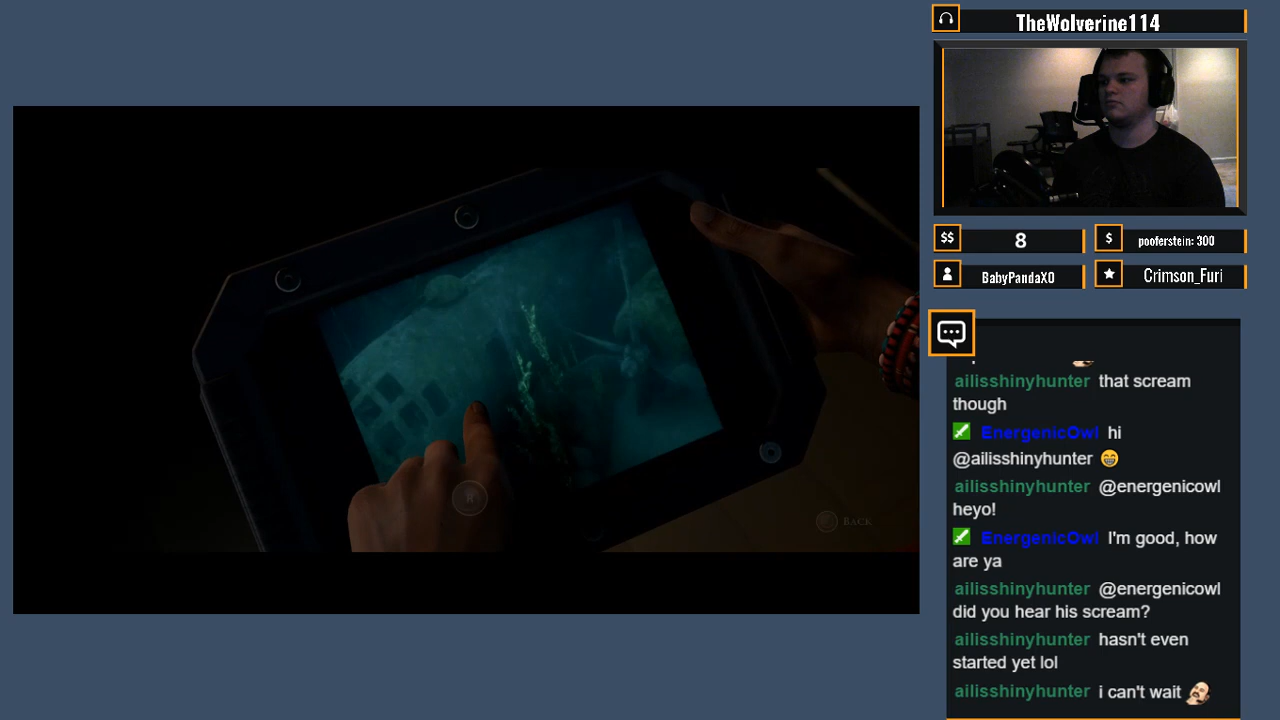 TheWolverine114
$$
8
$
pooferstein: 300
BabyPandaXO
Crimson_Furi
ailisshinyhunter that scream
though
EnergenicOwl hi
@ailisshinyhunter 😁
ailisshinyhunter @energenicowl
heyo!
EnergenicOwl I'm good, how
are ya
ailisshinyhunter @energenicowl
did you hear his scream?
ailisshinyhunter hasn't even
started yet lol
ailisshinyhunter i can't wait
R
BACK